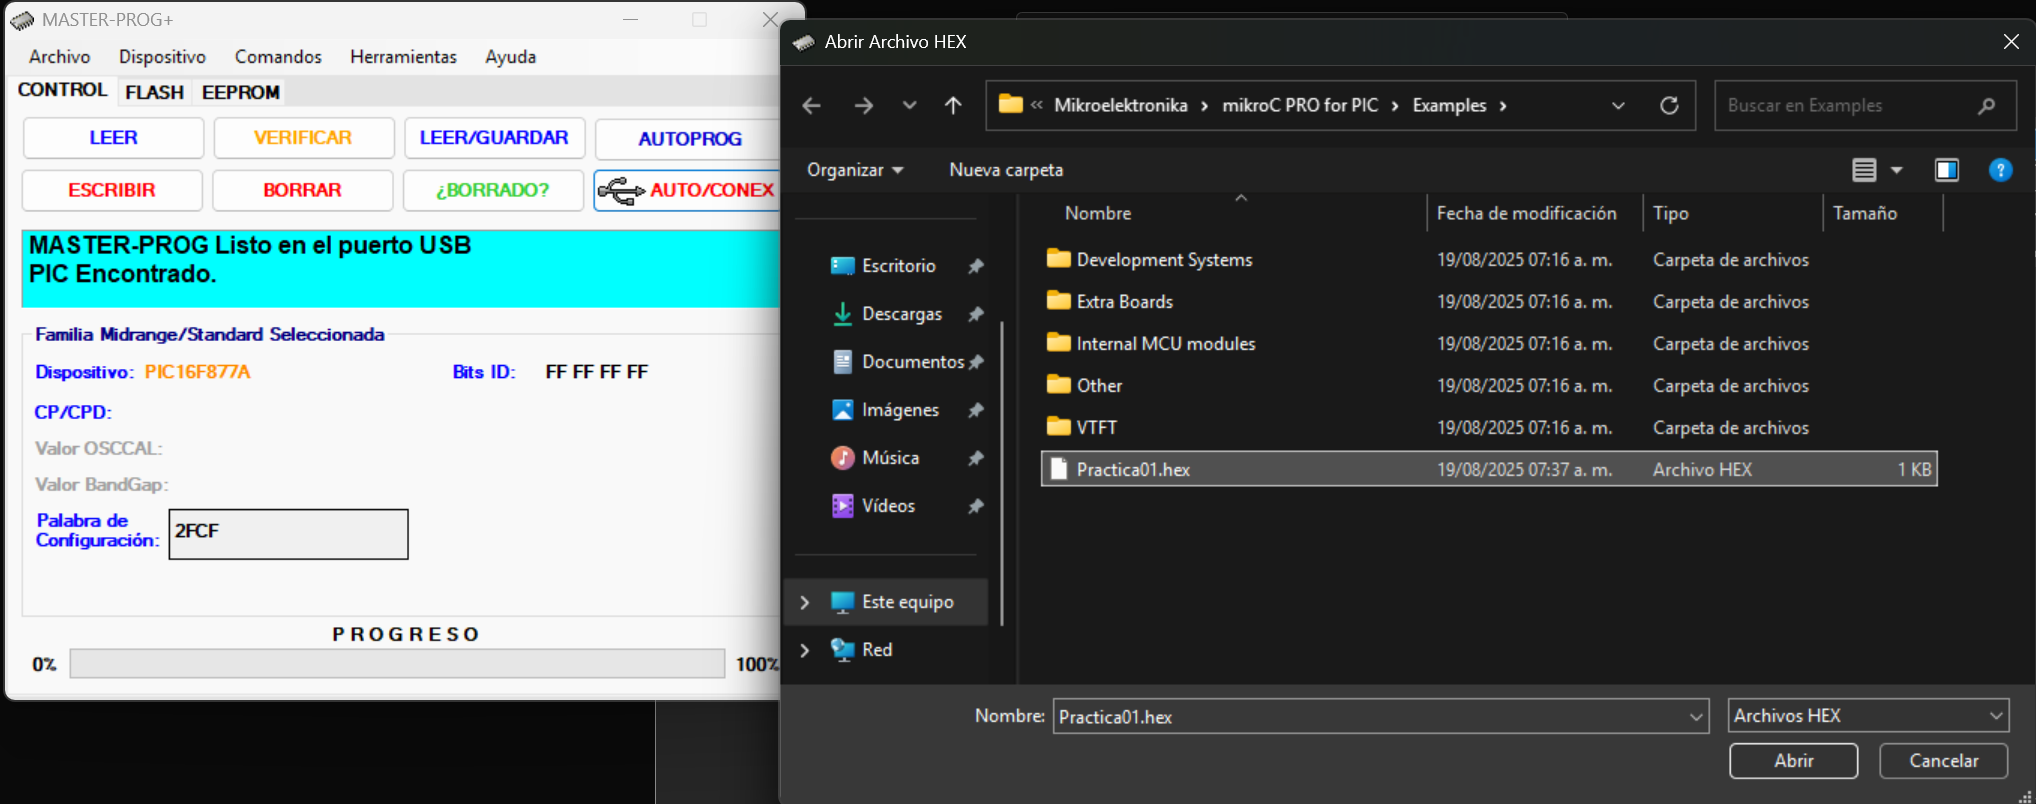 MASTER-PROG+
Archivo Dispositivo Comandos Herramientas Ayuda
CONTROL FLASH EEPROM
LEER VERIFICAR LEER/GUARDAR AUTOPROG
ESCRIBIR BORRAR ¿BORRADO? AUTO/CONEX
MASTER-PROG Listo en el puerto USB
PIC Encontrado.
Familia Midrange/Standard Seleccionada
Dispositivo: PIC16F877A Bits ID: FF FF FF FF
CP/CPD:
Valor OSCCAL:
Valor BandGap:
Palabra de
Configuración: 2FCF
PROGRESO
0% 100%
Abrir Archivo HEX
« Mikroelektronika › mikroC PRO for PIC › Examples › Buscar en Examples
Organizar Nueva carpeta ?
Nombre Fecha de modificación Tipo Tamaño
Escritorio
Descargas
Documentos
Imágenes
Música
Vídeos
Este equipo
Red
Development Systems 19/08/2025 07:16 a. m. Carpeta de archivos
Extra Boards 19/08/2025 07:16 a. m. Carpeta de archivos
Internal MCU modules 19/08/2025 07:16 a. m. Carpeta de archivos
Other 19/08/2025 07:16 a. m. Carpeta de archivos
VTFT 19/08/2025 07:16 a. m. Carpeta de archivos
Practica01.hex 19/08/2025 07:37 a. m. Archivo HEX 1 KB
Nombre: Practica01.hex Archivos HEX
Abrir Cancelar